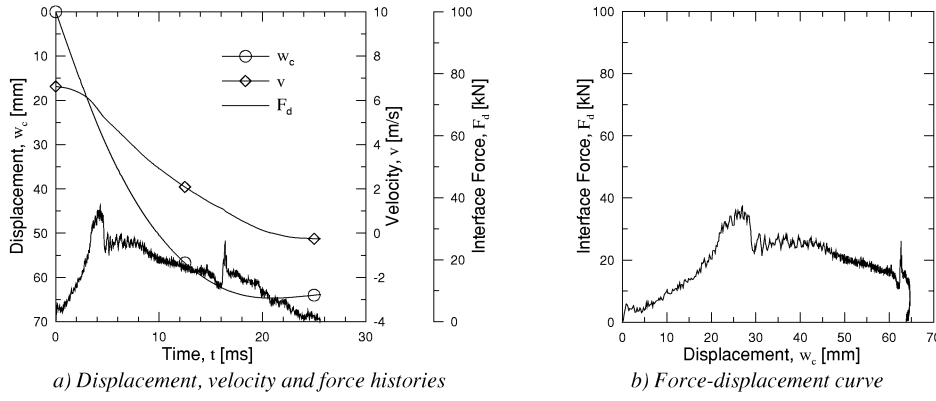 0
10
20
30
40
50
60
70
Displacement, w_c [mm]
0
10
20
30
Time, t [ms]
w_c
v
F_d
10
8
6
4
2
0
-2
-4
Velocity, v [m/s]
100
80
60
40
20
0
Interface Force, F_d [kN]
a) Displacement, velocity and force histories
100
80
60
40
20
0
Interface Force, F_d [kN]
0 10 20 30 40 50 60 70
Displacement, w_c [mm]
b) Force-displacement curve